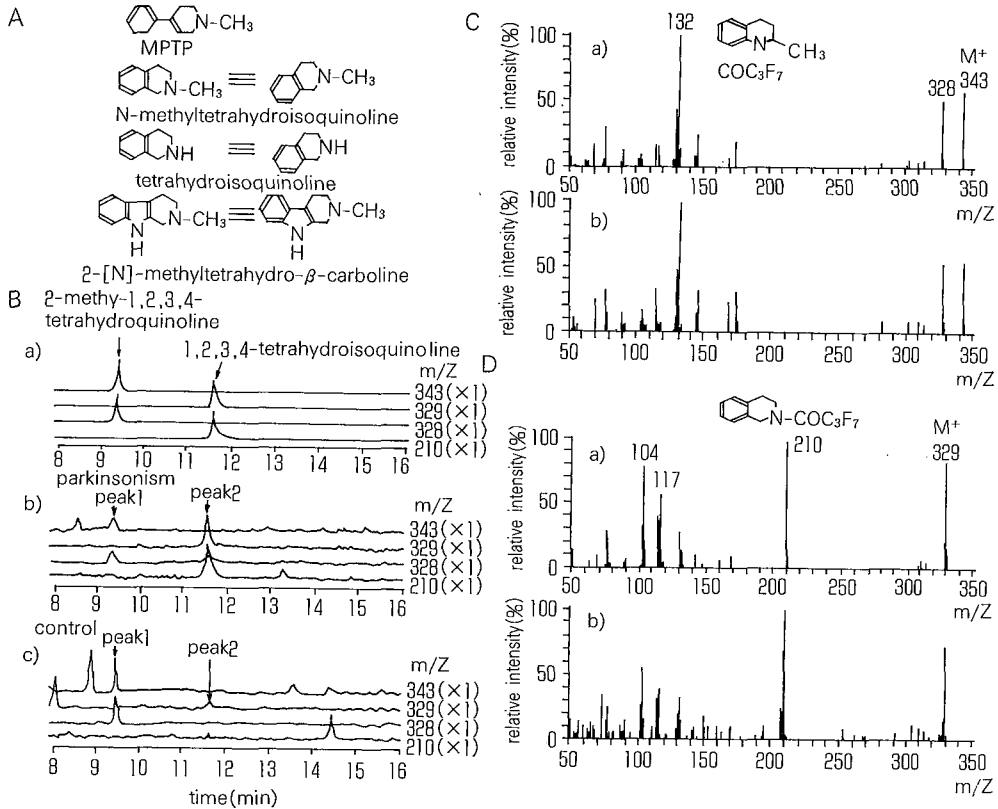 A
N-CH3
MPTP
N-CH3 N-CH3
N-methyltetrahydroisoquinoline
NH NH
tetrahydroisoquinoline
N-CH3 N-CH3
N N
H H
2-[N]-methyltetrahydro-β-carboline
B
2-methy-1,2,3,4-
tetrahydroquinoline
a)
1,2,3,4-tetrahydroisoquinoline
m/Z
343(×1)
329(×1)
328(×1)
210(×1)
8 9 10 11 12 13 14 15 16
parkinsonism
b)
peak1
peak2
m/Z
343(×1)
329(×1)
328(×1)
210(×1)
8 9 10 11 12 13 14 15 16
control
c)
peak1
peak2
m/Z
343(×1)
329(×1)
328(×1)
210(×1)
8 9 10 11 12 13 14 15 16
time(min)
C
a)
132
N CH3
COC3F7
M+
328
343
relative intensity(%)
100
50
0
50 100 150 200 250 300 350
m/Z
b)
relative intensity(%)
100
50
0
50 100 150 200 250 300 350
m/Z
D
N-COC3F7
a)
104
117
210
M+
329
relative intensity(%)
100
50
0
50 100 150 200 250 300 350
m/Z
b)
relative intensity(%)
100
50
0
50 100 150 200 250 300 350
m/Z